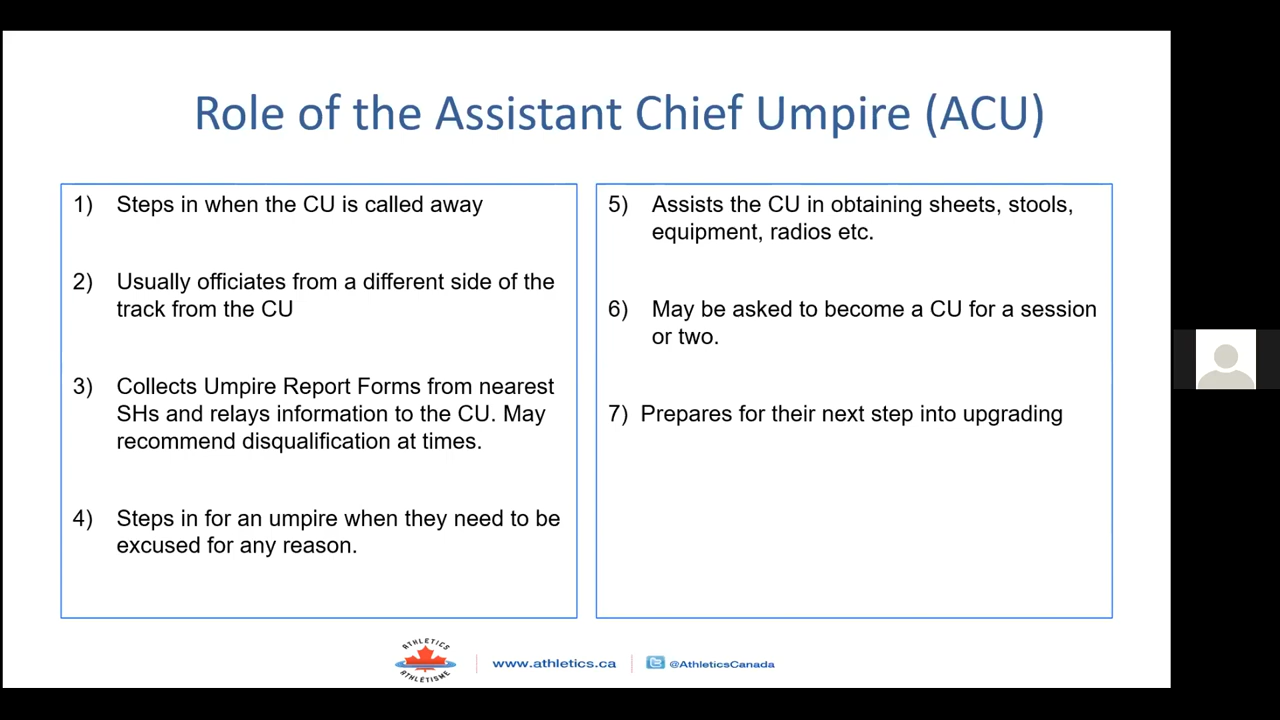 Role of the Assistant Chief Umpire (ACU)
1) Steps in when the CU is called away
2) Usually officiates from a different side of the
track from the CU
3) Collects Umpire Report Forms from nearest
SHs and relays information to the CU. May
recommend disqualification at times.
4) Steps in for an umpire when they need to be
excused for any reason.
5) Assists the CU in obtaining sheets, stools,
equipment, radios etc.
6) May be asked to become a CU for a session
or two.
7) Prepares for their next step into upgrading
ATHLETICS
ATHLÉTISME
www.athletics.ca
@AthleticsCanada